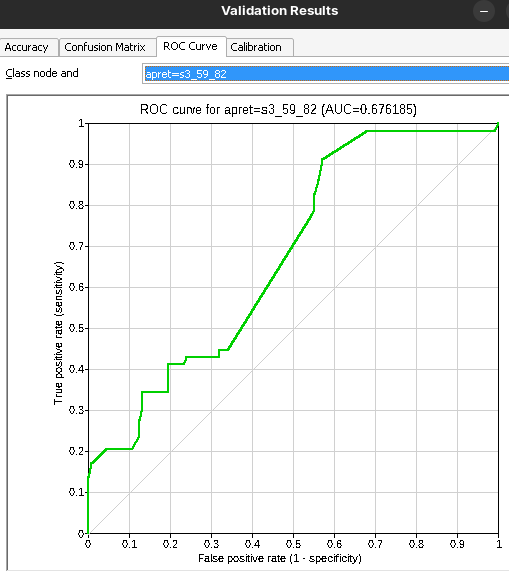 Validation Results
Accuracy
Confusion Matrix
ROC Curve
Calibration
Class node and
apret=s3_59_82
ROC curve for apret=s3_59_82 (AUC=0.676185)
1
0.9
0.8
0.7
0.6
0.5
0.4
0.3
0.2
0.1
0
True positive rate (sensitivity)
0 0.1 0.2 0.3 0.4 0.5 0.6 0.7 0.8 0.9 1
False positive rate (1 - specificity)